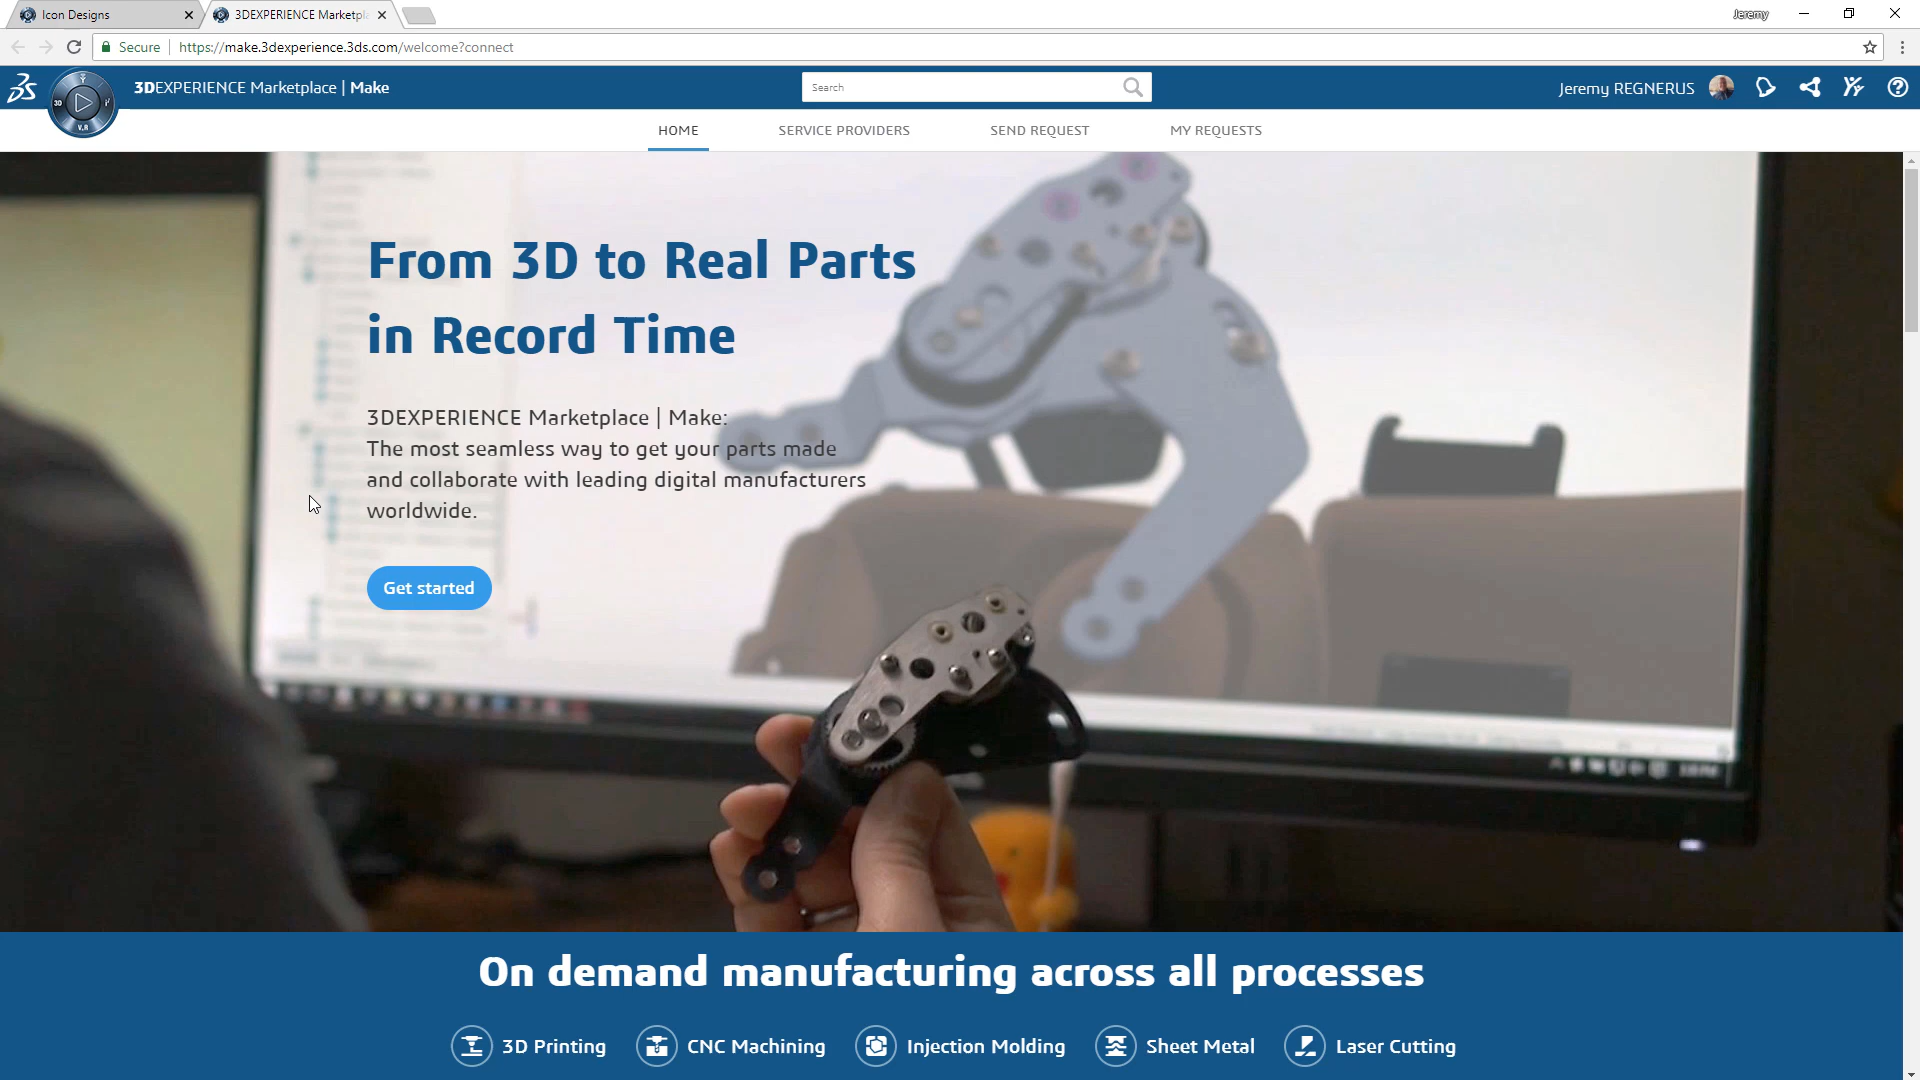 Icon Designs
3DEXPERIENCE Marketpla
Jeremy
Secure
https://make.3dexperience.3ds.com/welcome?connect
3DEXPERIENCE Marketplace | Make
Search
Jeremy REGNERUS
3D
V.R
HOME
SERVICE PROVIDERS
SEND REQUEST
MY REQUESTS
From 3D to Real Parts
in Record Time
3DEXPERIENCE Marketplace | Make:
The most seamless way to get your parts made
and collaborate with leading digital manufacturers
worldwide.
Get started
On demand manufacturing across all processes
3D Printing
CNC Machining
Injection Molding
Sheet Metal
Laser Cutting